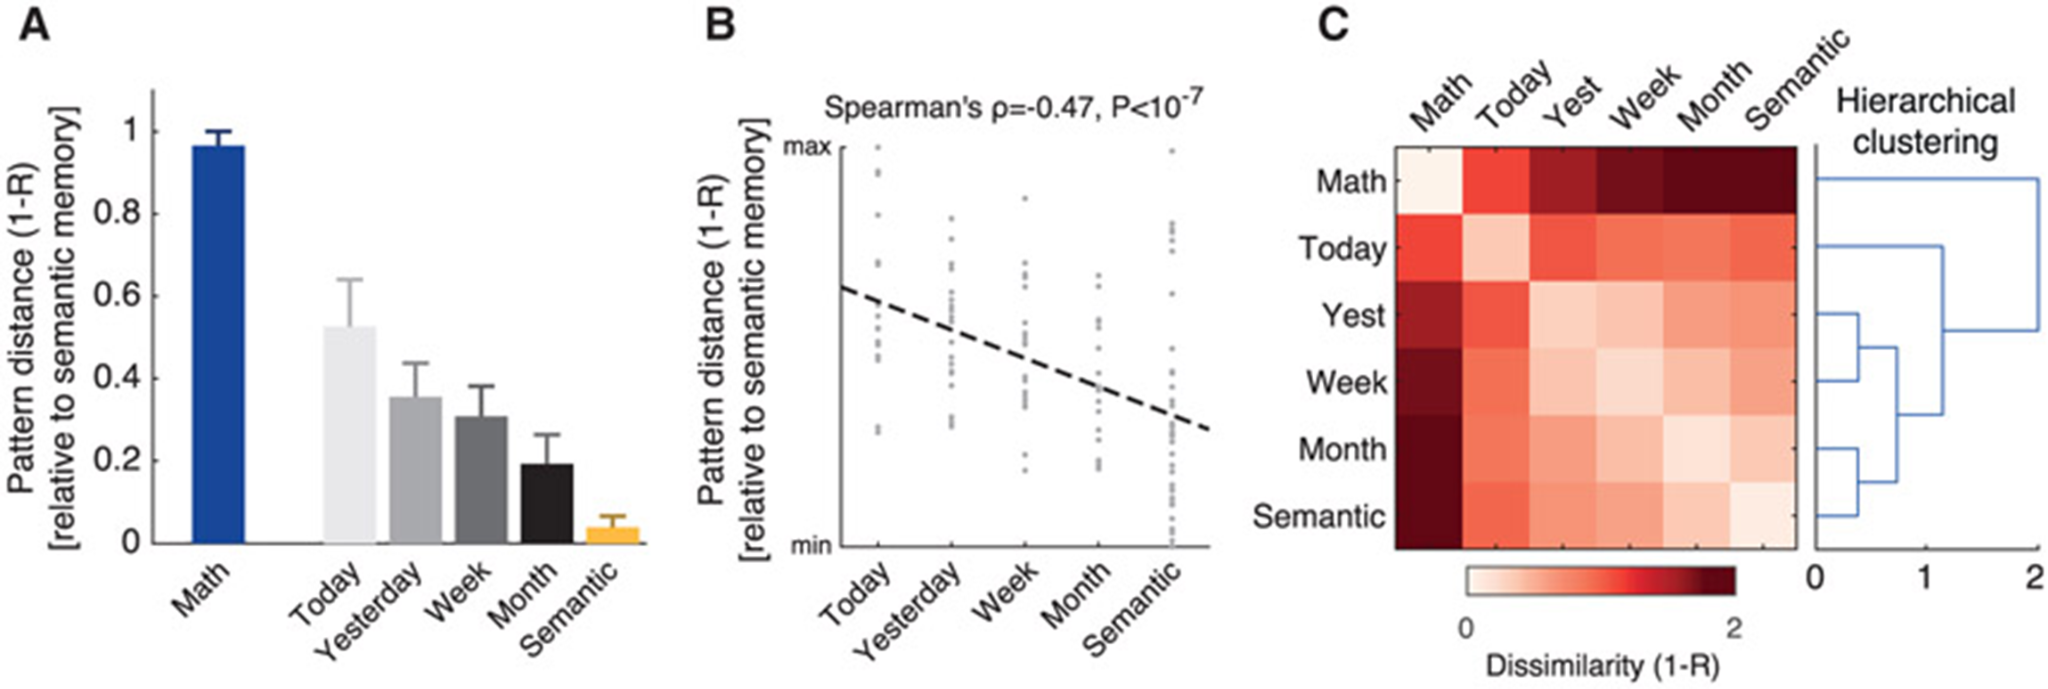 A
Pattern distance (1-R)
[relative to semantic memory]
1
0.8
0.6
0.4
0.2
0
Math
Today
Yesterday
Week
Month
Semantic
B
Spearman's ρ=-0.47, P<10-7
Pattern distance (1-R)
[relative to semantic memory]
max
min
Today
Yesterday
Week
Month
Semantic
C
Math
Today
Yest
Week
Month
Semantic
Hierarchical
clustering
Math
Today
Yest
Week
Month
Semantic
0
2
Dissimilarity (1-R)
0
1
2